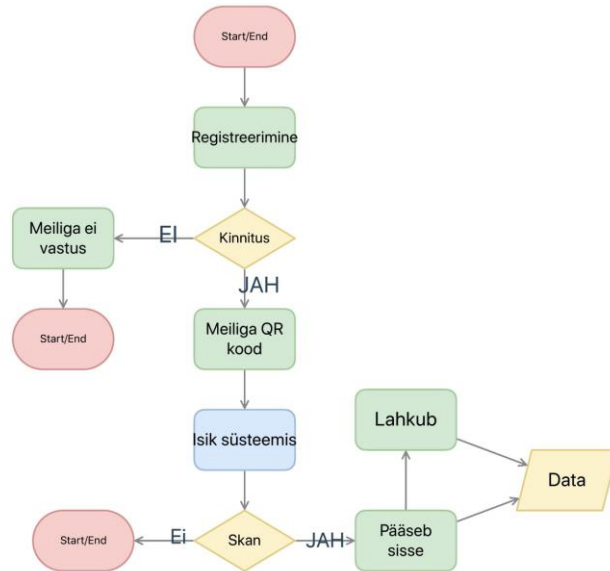 Start/End
Registreerimine
Meiliga ei
vastus
EI
Kinnitus
JAH
Start/End
Meiliga QR
kood
Isik süsteemis
Lahkub
Data
Start/End
Ei
Skan
JAH
Pääseb
sisse